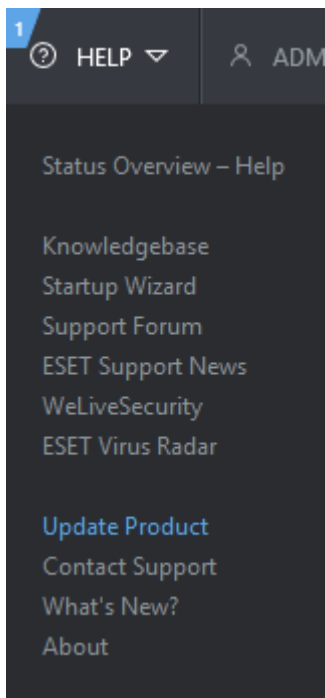 1
HELP
ADM
Status Overview – Help
Knowledgebase
Startup Wizard
Support Forum
ESET Support News
WeLiveSecurity
ESET Virus Radar
Update Product
Contact Support
What's New?
About